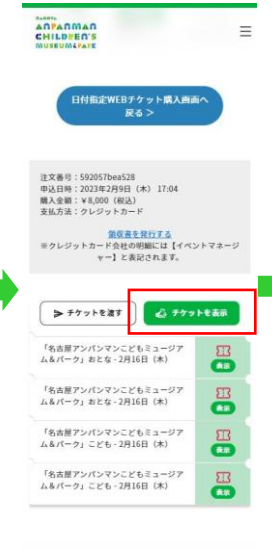 NAGOYA
ANPANMAN
CHILDREN'S
MUSEUM&PARK
日付指定WEBチケット購入画面へ
戻る >
注文番号：592057bea528
申込日時：2023年2月9日（木） 17:04
購入金額：￥8,000（税込）
支払方法：クレジットカード
領収書を発行する
※クレジットカード会社の明細には【イベントマネージ
ャー】と表記されます。
チケットを渡す
チケットを表示
「名古屋アンパンマンこどもミュージア
ム&パーク」おとな - 2月16日（木）
表示
「名古屋アンパンマンこどもミュージア
ム&パーク」おとな - 2月16日（木）
表示
「名古屋アンパンマンこどもミュージア
ム&パーク」こども - 2月16日（木）
表示
「名古屋アンパンマンこどもミュージア
ム&パーク」こども - 2月16日（木）
表示